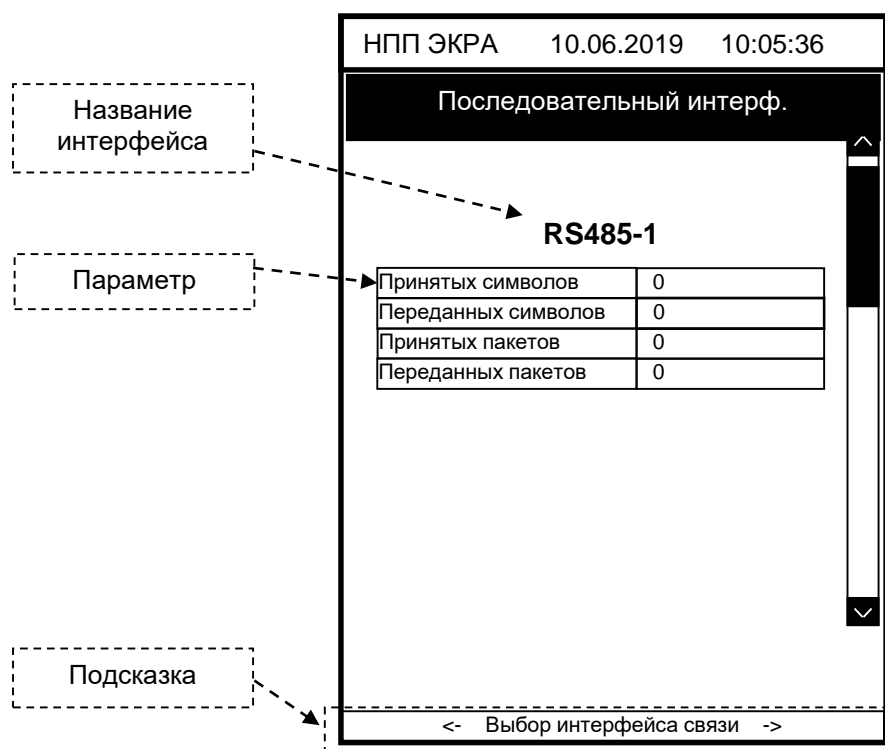 НПП ЭКРА 10.06.2019 10:05:36
Последовательный интерф.
Название
интерфейса
RS485-1
Параметр
Принятых символов 0
Переданных символов 0
Принятых пакетов 0
Переданных пакетов 0
Подсказка
<- Выбор интерфейса связи ->